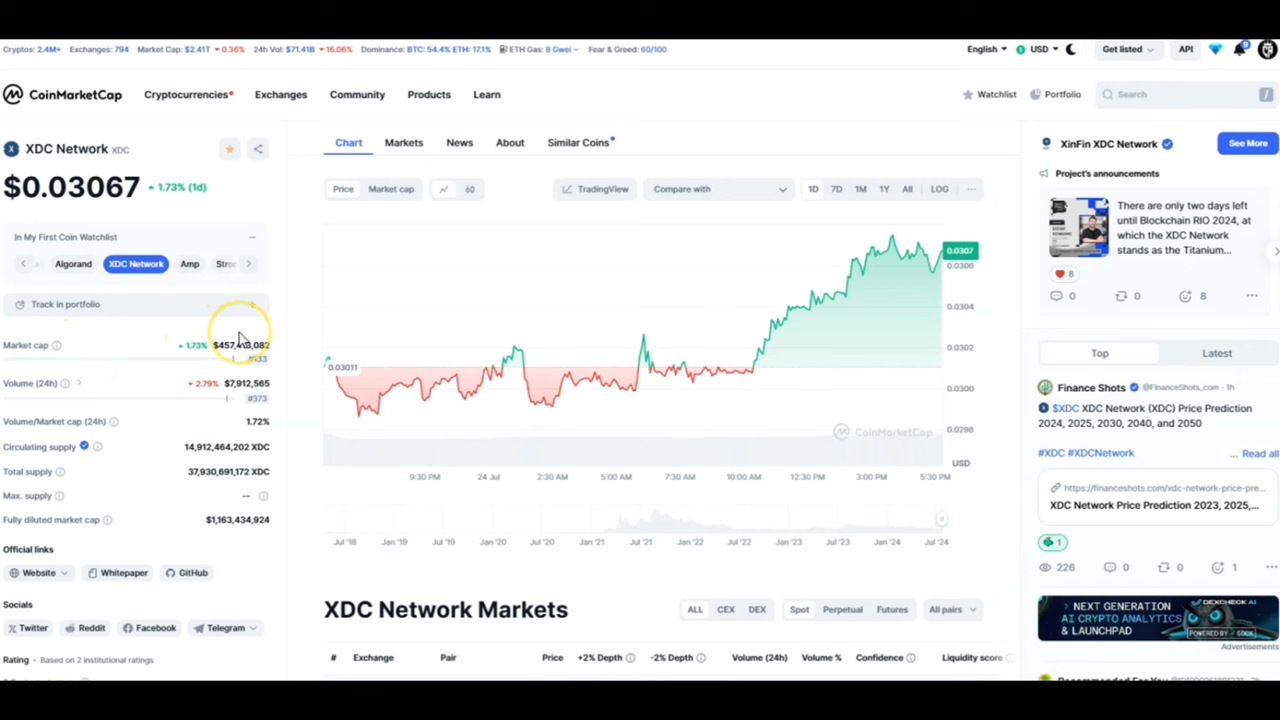 Cryptos: 2.4M+ Exchanges: 794 Market Cap: $2.41T 0.36% 24h Vol: $71.41B 16.06% Dominance: BTC: 54.4% ETH: 17.1% ETH Gas: 8 Gwei Fear & Greed: 60/100 English USD Get listed API
CoinMarketCap Cryptocurrencies Exchanges Community Products Learn Watchlist Portfolio Search /
XDC Network XDC
$0.03067 1.73% (1d)
In My First Coin Watchlist
Algorand XDC Network Amp
Track in portfolio
Market cap 1.73%
#133
Volume (24h) 2.79% $7,912,565
#373
Volume/Market cap (24h) 1.72%
Circulating supply 14,912,464,202 XDC
Total supply 37,930,691,172 XDC
Max. supply --
Fully diluted market cap $1,163,434,924
Official links
Website Whitepaper GitHub
Socials
Twitter Reddit Facebook Telegram
Rating · Based on 2 institutional ratings
Chart Markets News About Similar Coins
Price Market cap TradingView Compare with 1D 7D 1M 1Y All LOG ...
0.0307
0.0306
0.0304
0.0302
0.03011
0.0300
0.0298
CoinMarketCap
USD
9:30 PM 24 Jul 2:30 AM 5:00 AM 7:30 AM 10:00 AM 12:30 PM 3:00 PM 5:30 PM
Jul '18 Jan '19 Jul '19 Jan '20 Jul '20 Jan '21 Jul '21 Jan '22 Jul '22 Jan '23 Jul '23 Jan '24 Jul '24
XDC Network Markets ALL CEX DEX Spot Perpetual Futures All pairs
# Exchange Pair Price +2% Depth -2% Depth Volume (24h) Volume % Confidence Liquidity score
XinFin XDC Network See More
Project's announcements
There are only two days left
until Blockchain RIO 2024, at
which the XDC Network
stands as the Titanium...
8
0 0 8 ...
Top Latest
Finance Shots @FinanceShots_com · 1h
$XDC XDC Network (XDC) Price Prediction
2024, 2025, 2030, 2040, and 2050
#XDC #XDCNetwork ... Read all
https://financeshots.com/xdc-network-price-pre...
XDC Network Price Prediction 2023, 2025,...
1
226 0 0 1 ...
NEXT GENERATION
AI CRYPTO ANALYTICS
& LAUNCHPAD
DEXCHECK AI
Advertisements